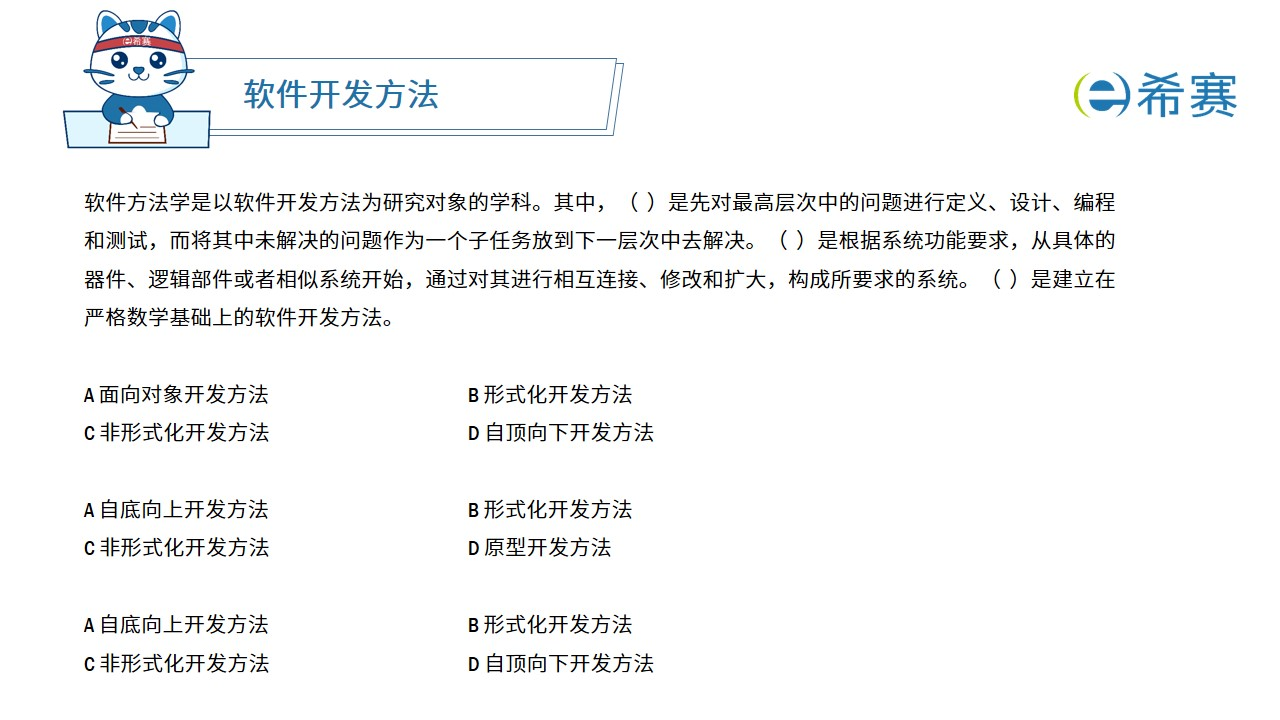 希赛
软件开发方法
希赛
软件方法学是以软件开发方法为研究对象的学科。其中，（ ）是先对最高层次中的问题进行定义、设计、编程
和测试，而将其中未解决的问题作为一个子任务放到下一层次中去解决。（ ）是根据系统功能要求，从具体的
器件、逻辑部件或者相似系统开始，通过对其进行相互连接、修改和扩大，构成所要求的系统。（ ）是建立在
严格数学基础上的软件开发方法。
A 面向对象开发方法 B 形式化开发方法
C 非形式化开发方法 D 自顶向下开发方法
A 自底向上开发方法 B 形式化开发方法
C 非形式化开发方法 D 原型开发方法
A 自底向上开发方法 B 形式化开发方法
C 非形式化开发方法 D 自顶向下开发方法